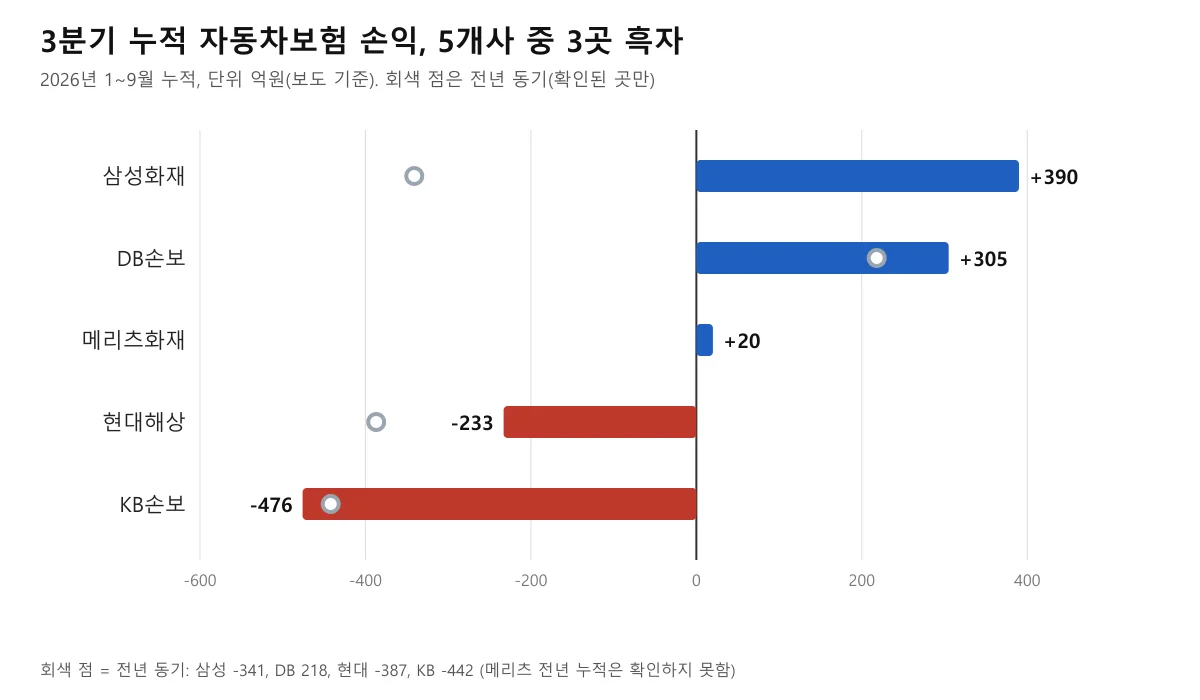 3분기 누적 자동차보험 손익, 5개사 중 3곳 흑자
2026년 1~9월 누적, 단위 억원(보도 기준). 회색 점은 전년 동기(확인된 곳만)
삼성화재
+390
DB손보
+305
메리츠화재
+20
현대해상
-233
KB손보
-476
-600
-400
-200
0
200
400
회색 점 = 전년 동기: 삼성 -341, DB 218, 현대 -387, KB -442 (메리츠 전년 누적은 확인하지 못함)